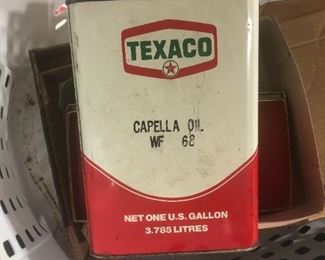 TEXACO
CAPELLA OIL
WF 68
NET ONE U.S. GALLON
3.785 LITRES